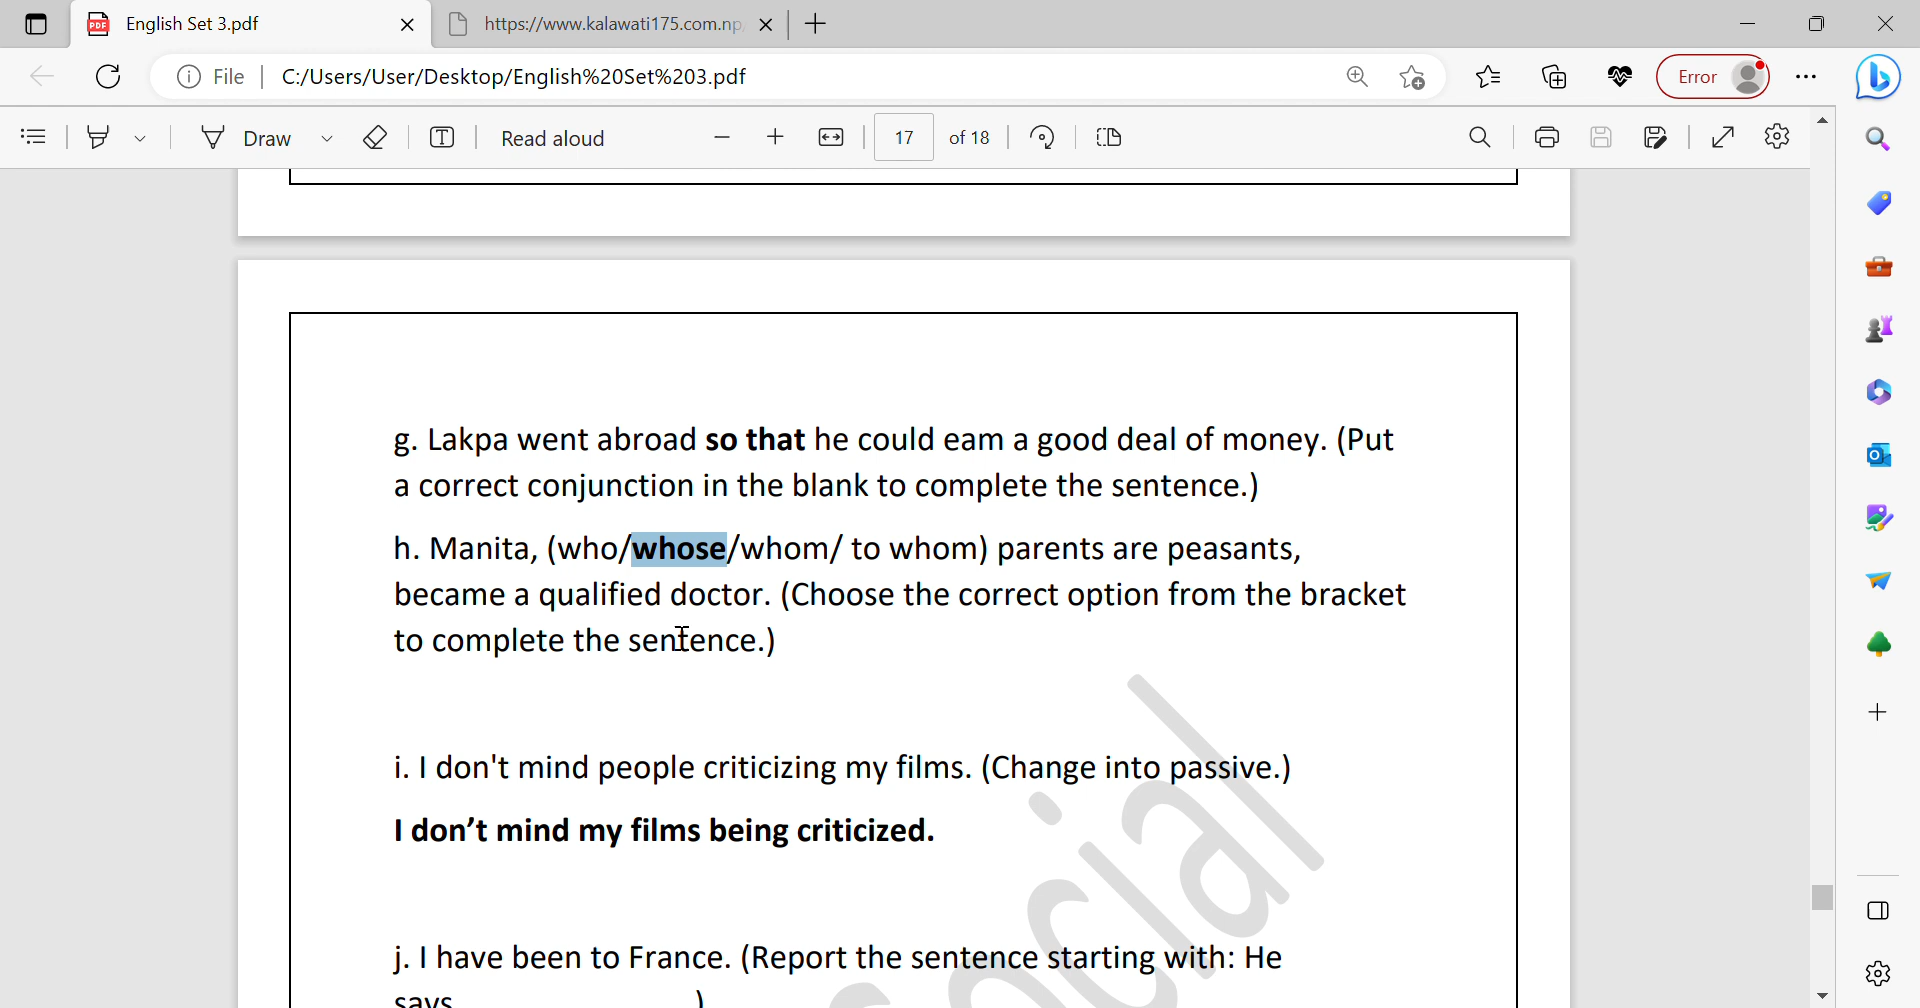 English Set 3.pdf
https://www.kalawati175.com.np/
File
C:/Users/User/Desktop/English%20Set%203.pdf
Error
Draw
Read aloud
17
of 18
g. Lakpa went abroad so that he could eam a good deal of money. (Put
a correct conjunction in the blank to complete the sentence.)
h. Manita, (who/whose/whom/ to whom) parents are peasants,
became a qualified doctor. (Choose the correct option from the bracket
to complete the sentence.)
i. I don't mind people criticizing my films. (Change into passive.)
I don’t mind my films being criticized.
j. I have been to France. (Report the sentence starting with: He
says )